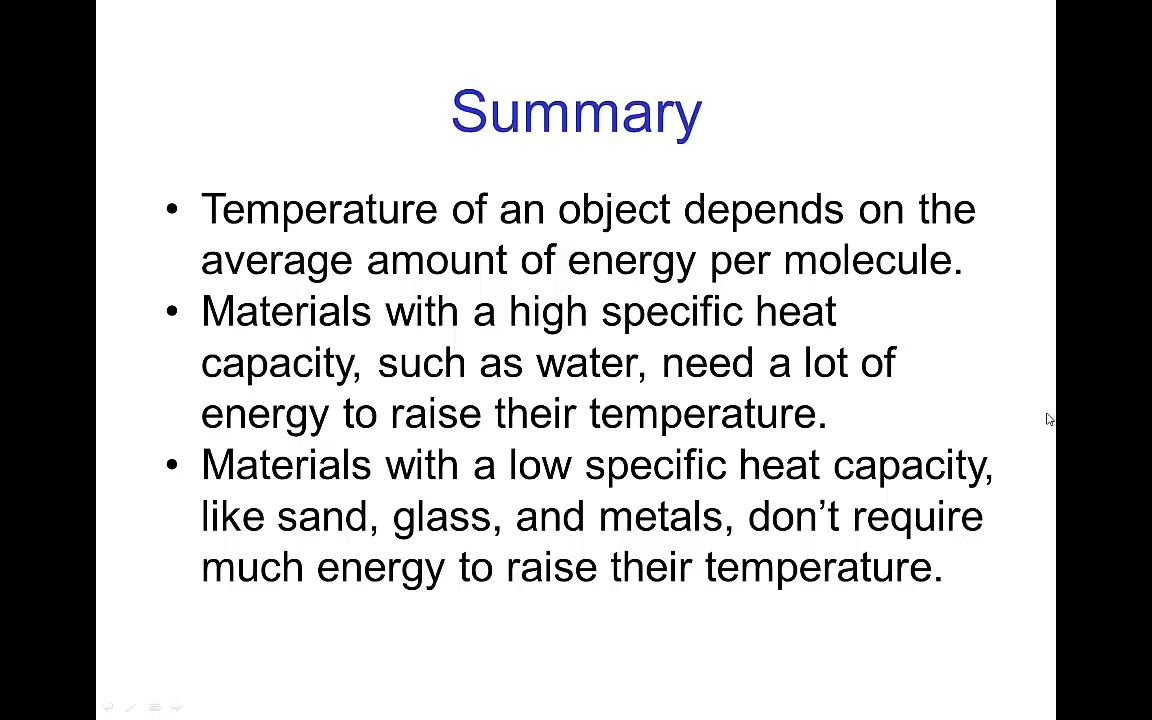 Summary
• Temperature of an object depends on the
average amount of energy per molecule.
• Materials with a high specific heat
capacity, such as water, need a lot of
energy to raise their temperature.
• Materials with a low specific heat capacity,
like sand, glass, and metals, don’t require
much energy to raise their temperature.